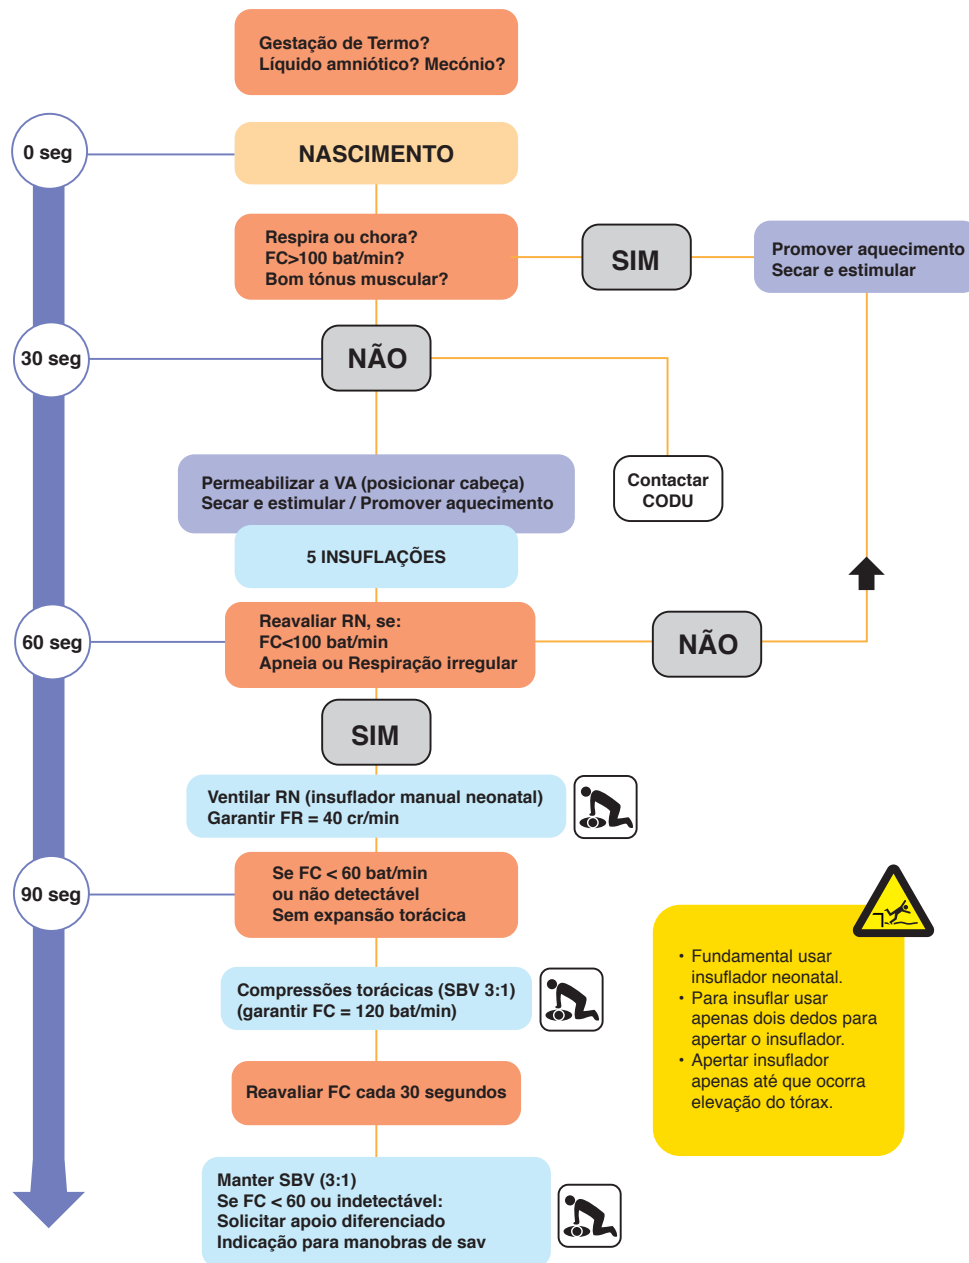 Gestação de Termo?
Líquido amniótico? Mecónio?
0 seg
NASCIMENTO
Respira ou chora?
FC>100 bat/min?
Bom tónus muscular?
SIM
Promover aquecimento
Secar e estimular
30 seg
NÃO
Contactar
CODU
Permeabilizar a VA (posicionar cabeça)
Secar e estimular / Promover aquecimento
5 INSUFLAÇÕES
60 seg
Reavaliar RN, se:
FC<100 bat/min
Apneia ou Respiração irregular
NÃO
SIM
Ventilar RN (insuflador manual neonatal)
Garantir FR = 40 cr/min
90 seg
Se FC < 60 bat/min
ou não detectável
Sem expansão torácica
Compressões torácicas (SBV 3:1)
(garantir FC = 120 bat/min)
Reavaliar FC cada 30 segundos
Manter SBV (3:1)
Se FC < 60 ou indetectável:
Solicitar apoio diferenciado
Indicação para manobras de sav
• Fundamental usar
insuflador neonatal.
• Para insuflar usar
apenas dois dedos para
apertar o insuflador.
• Apertar insuflador
apenas até que ocorra
elevação do tórax.